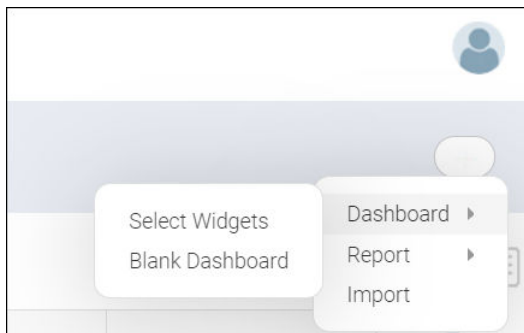 Select Widgets
Blank Dashboard
Dashboard
Report
Import